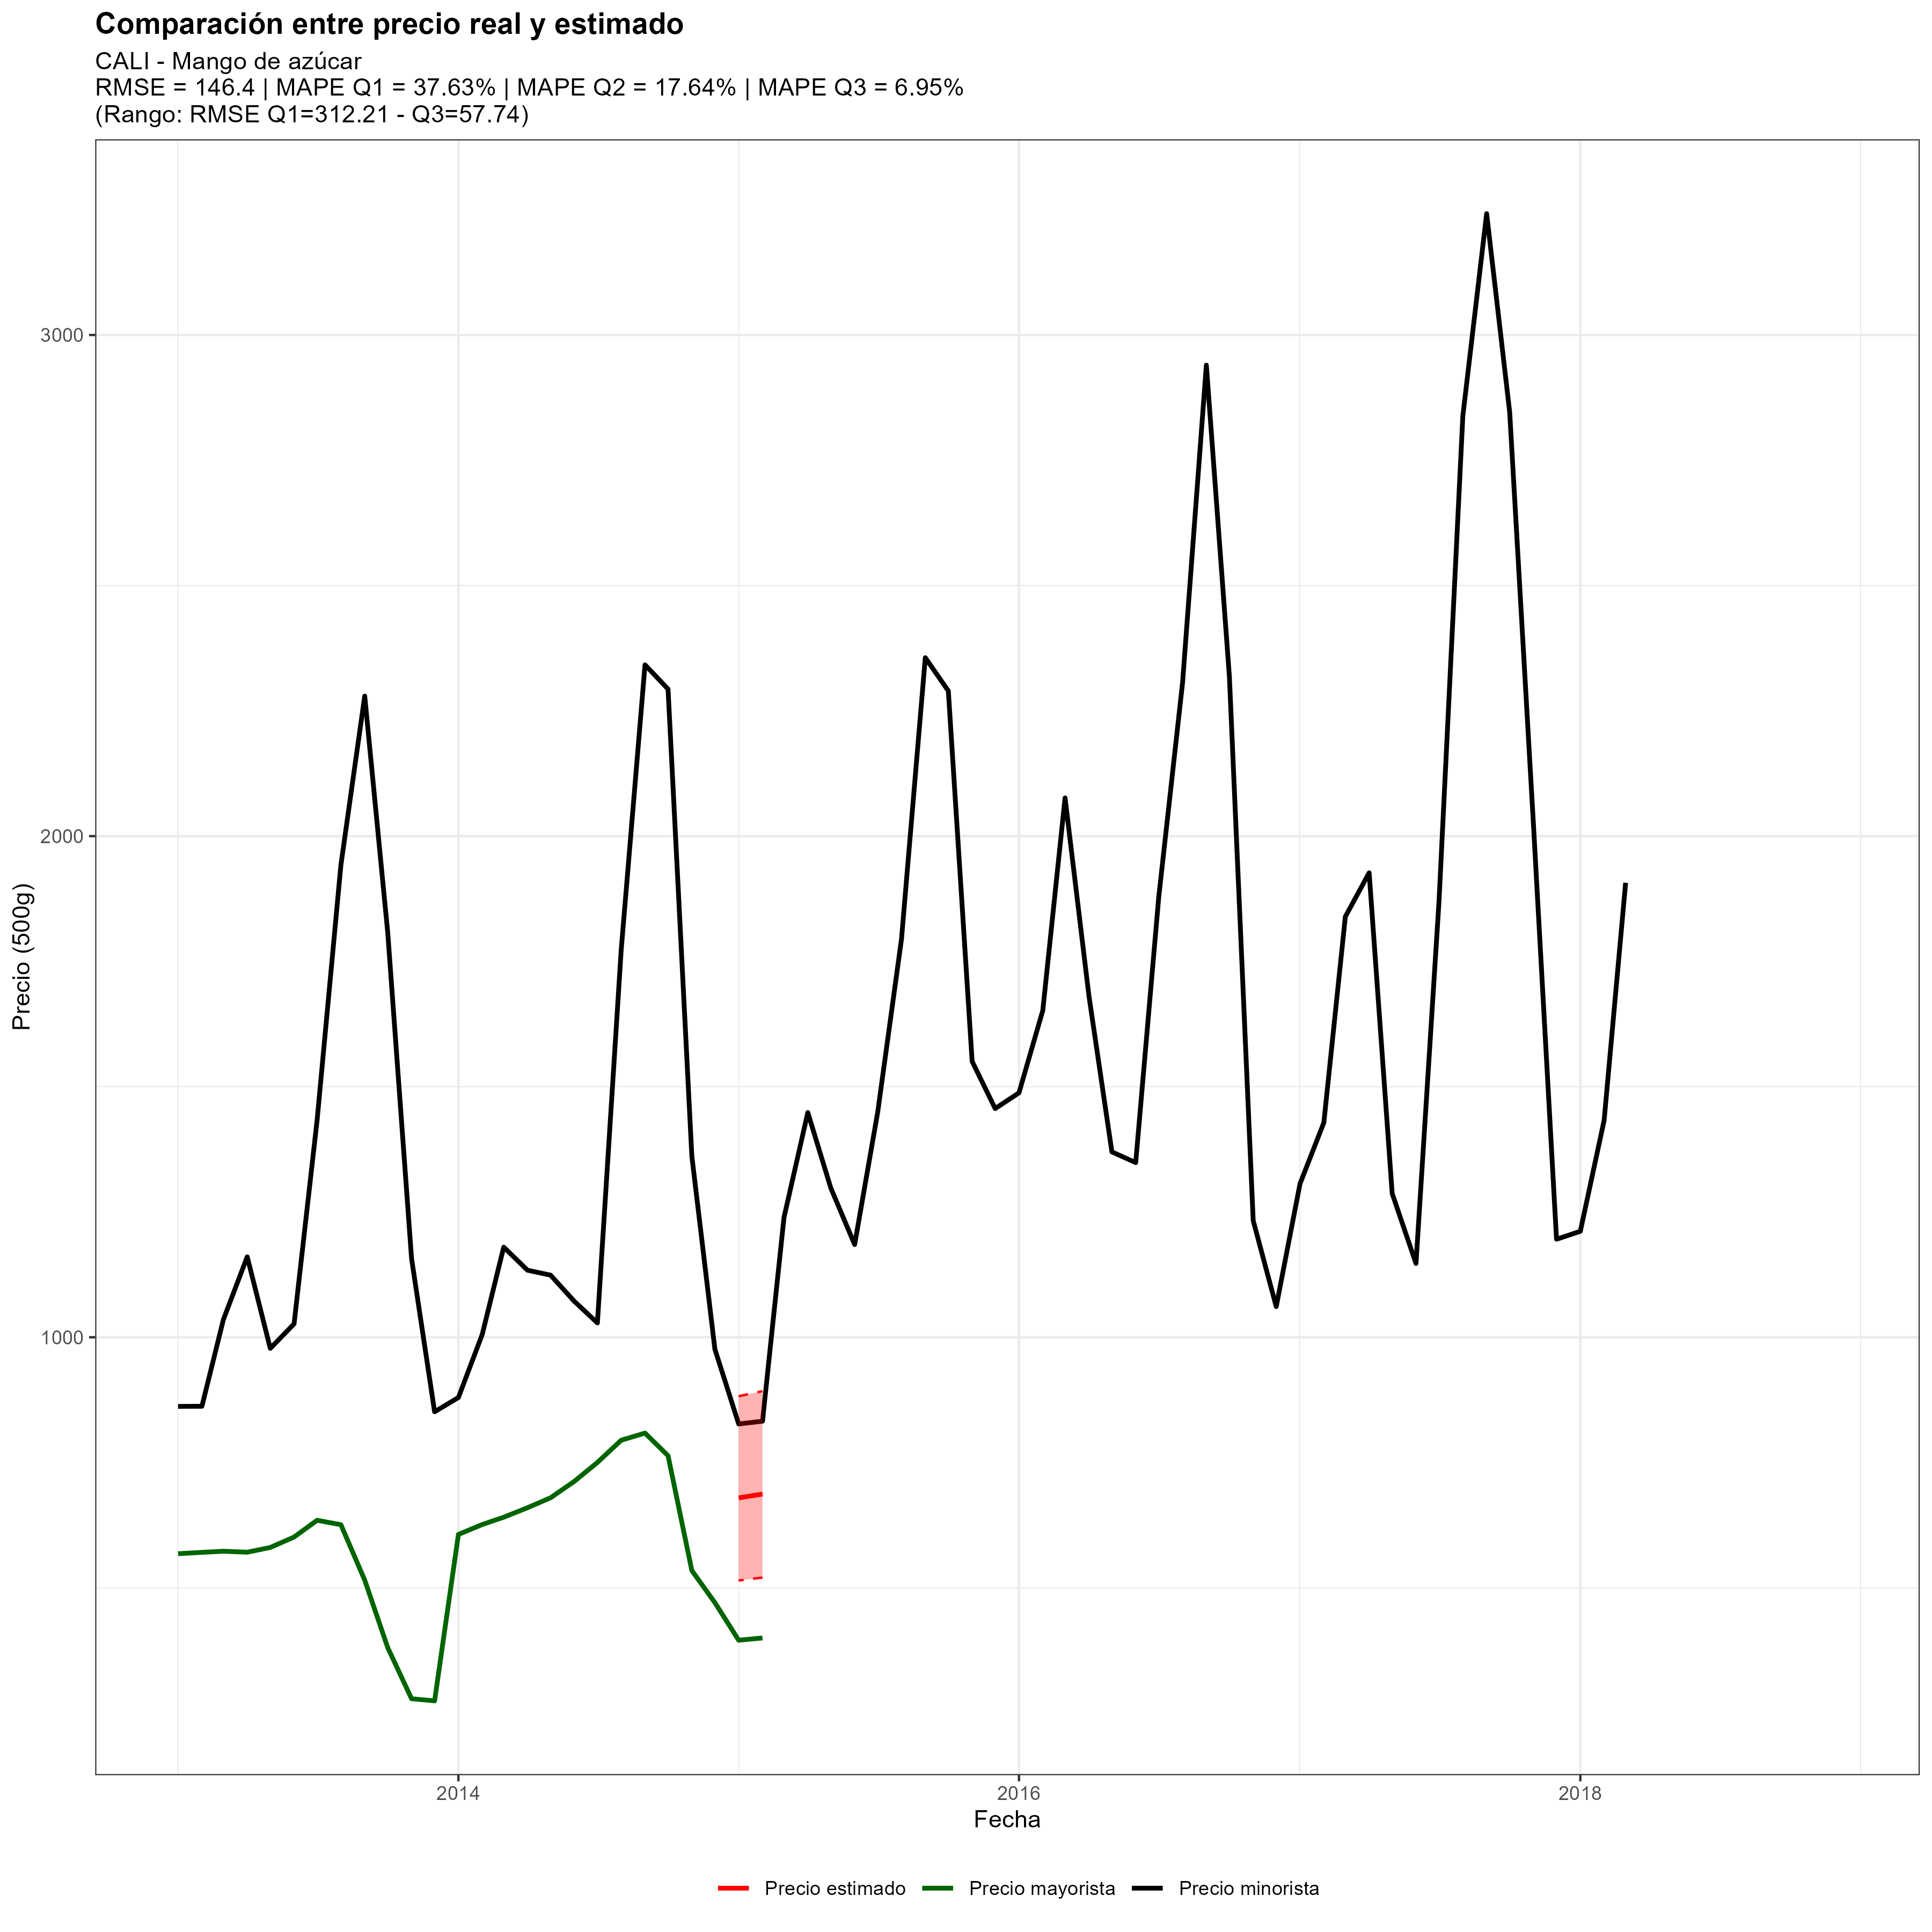 Comparación entre precio real y estimado
CALI - Mango de azúcar
RMSE = 146.4 | MAPE Q1 = 37.63% | MAPE Q2 = 17.64% | MAPE Q3 = 6.95%
(Rango: RMSE Q1=312.21 - Q3=57.74)
Precio (500g)
3000
2000
1000
2014
2016
2018
Fecha
Precio estimado
Precio mayorista
Precio minorista